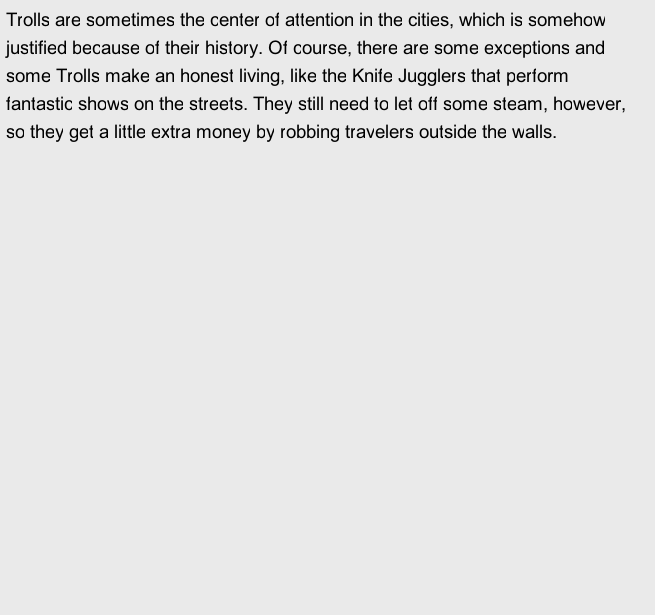 Trolls are sometimes the center of attention in the cities, which is somehow
justified because of their history. Of course, there are some exceptions and
some Trolls make an honest living, like the Knife Jugglers that perform
fantastic shows on the streets. They still need to let off some steam, however,
so they get a little extra money by robbing travelers outside the walls.